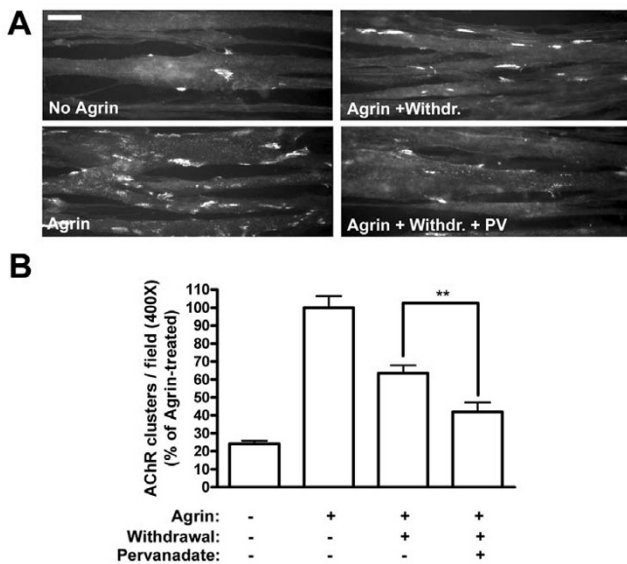 A
No Agrin
Agrin +Withdr.
Agrin
Agrin + Withdr. + PV
B
AChR clusters / field (400X)
(% of Agrin-treated)
110
100
90
80
70
60
50
40
30
20
10
0
**
Agrin: - + + +
Withdrawal: - - + +
Pervanadate: - - - +